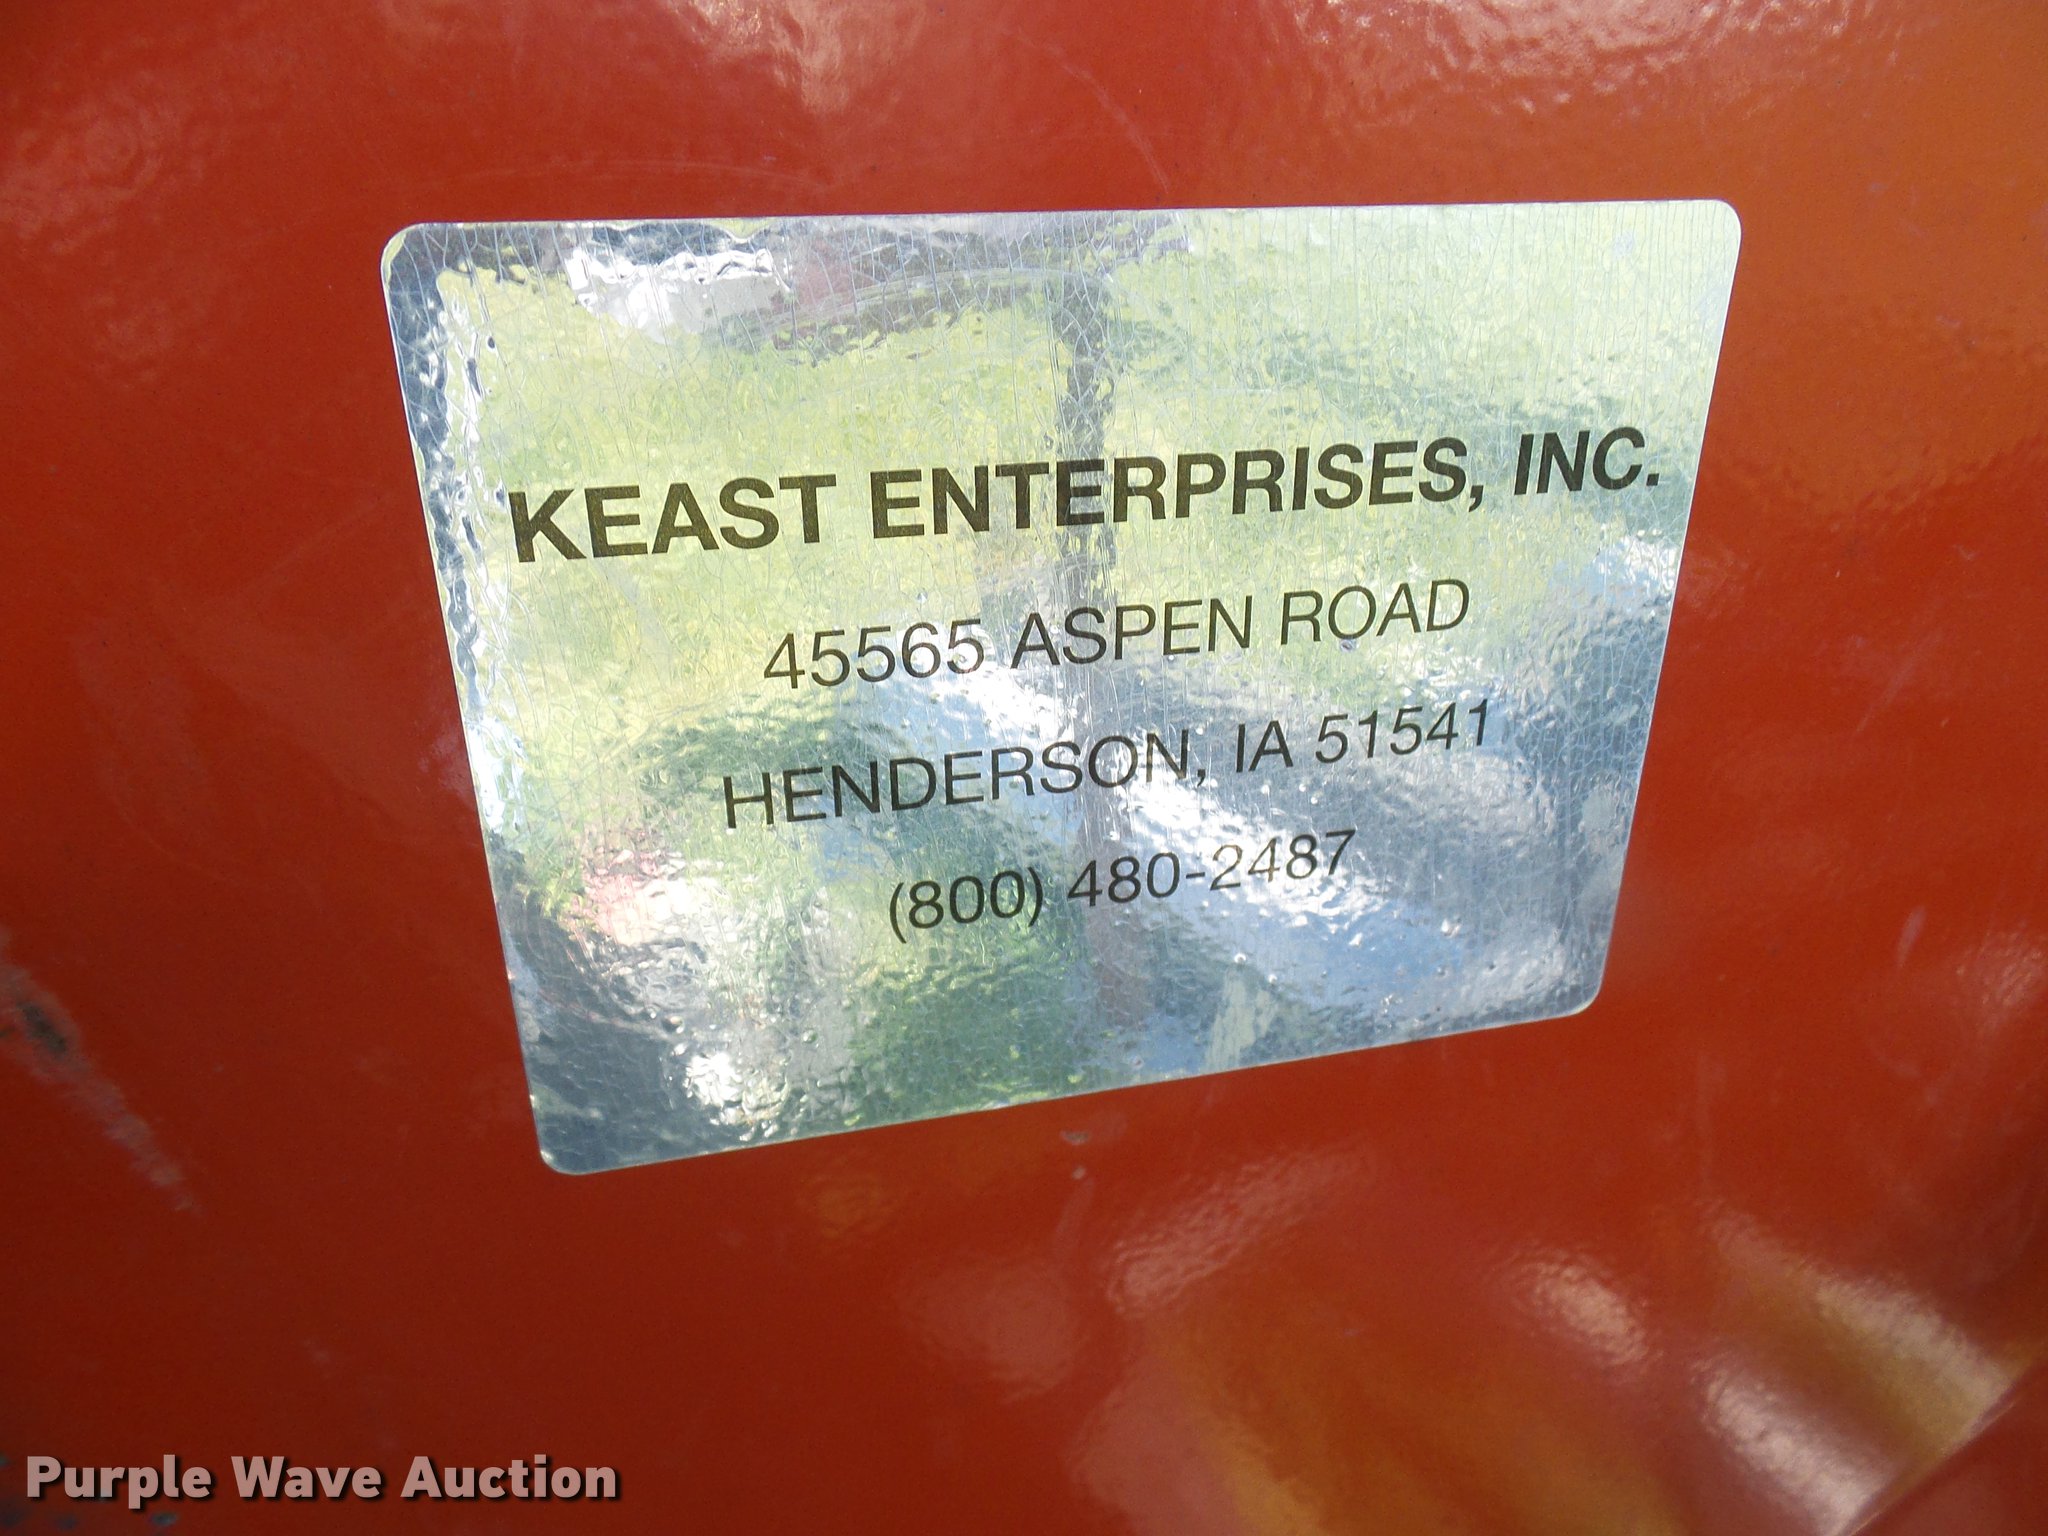 KEAST ENTERPRISES, INC.
45565 ASPEN ROAD
HENDERSON, IA 51541
(800) 480-2487
Purple Wave Auction